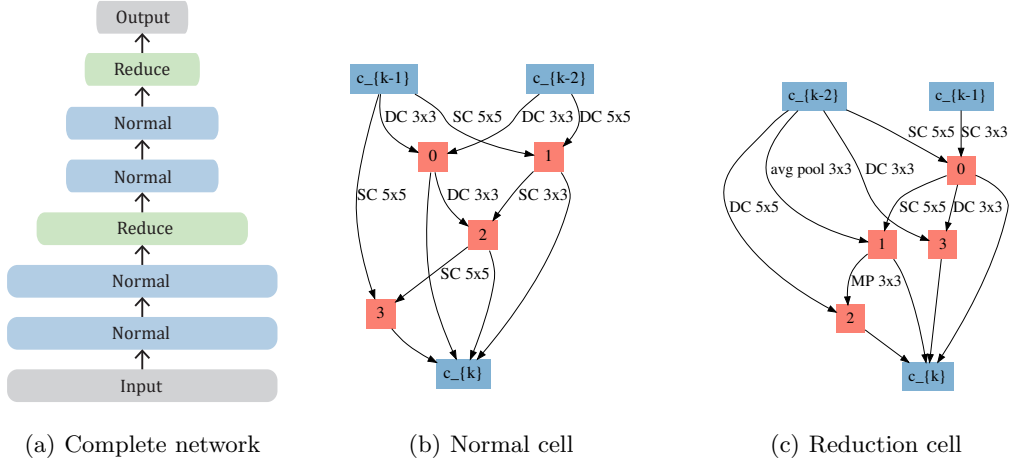 Output
Reduce
Normal
Normal
Reduce
Normal
Normal
Input
(a) Complete network
c_{k-1}
c_{k-2}
DC 3x3
SC 5x5
DC 3x3
DC 5x5
0
1
SC 5x5
DC 3x3
SC 3x3
2
SC 5x5
3
c_{k}
(b) Normal cell
c_{k-2}
c_{k-1}
SC 5x5
SC 3x3
0
avg pool 3x3
DC 3x3
DC 5x5
SC 5x5
DC 3x3
1
3
MP 3x3
2
c_{k}
(c) Reduction cell